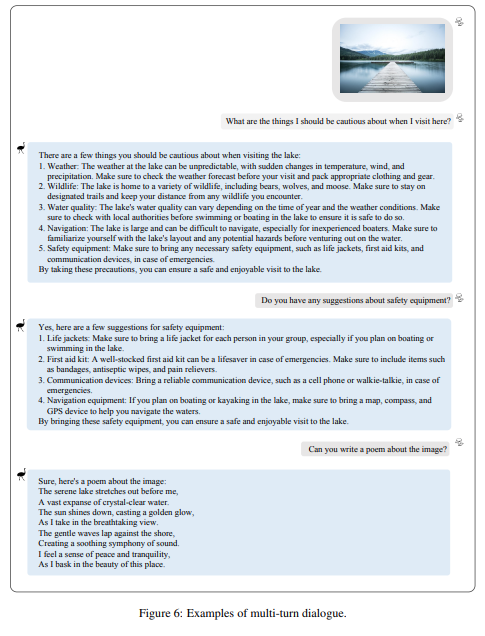 What are the things I should be cautious about when I visit here?
There are a few things you should be cautious about when visiting the lake:
1. Weather: The weather at the lake can be unpredictable, with sudden changes in temperature, wind, and
precipitation. Make sure to check the weather forecast before your visit and pack appropriate clothing and gear.
2. Wildlife: The lake is home to a variety of wildlife, including bears, wolves, and moose. Make sure to stay on
designated trails and keep your distance from any wildlife you encounter.
3. Water quality: The lake's water quality can vary depending on the time of year and the weather conditions. Make
sure to check with local authorities before swimming or boating in the lake to ensure it is safe to do so.
4. Navigation: The lake is large and can be difficult to navigate, especially for inexperienced boaters. Make sure to
familiarize yourself with the lake's layout and any potential hazards before venturing out on the water.
5. Safety equipment: Make sure to bring any necessary safety equipment, such as life jackets, first aid kits, and
communication devices, in case of emergencies.
By taking these precautions, you can ensure a safe and enjoyable visit to the lake.
Do you have any suggestions about safety equipment?
Yes, here are a few suggestions for safety equipment:
1. Life jackets: Make sure to bring a life jacket for each person in your group, especially if you plan on boating or
swimming in the lake.
2. First aid kit: A well-stocked first aid kit can be a lifesaver in case of emergencies. Make sure to include items such
as bandages, antiseptic wipes, and pain relievers.
3. Communication devices: Bring a reliable communication device, such as a cell phone or walkie-talkie, in case of
emergencies.
4. Navigation equipment: If you plan on boating or kayaking in the lake, make sure to bring a map, compass, and
GPS device to help you navigate the waters.
By bringing these safety equipment, you can ensure a safe and enjoyable visit to the lake.
Can you write a poem about the image?
Sure, here's a poem about the image:
The serene lake stretches out before me,
A vast expanse of crystal-clear water.
The sun shines down, casting a golden glow,
As I take in the breathtaking view.
The gentle waves lap against the shore,
Creating a soothing symphony of sound.
I feel a sense of peace and tranquility,
As I bask in the beauty of this place.
Figure 6: Examples of multi-turn dialogue.